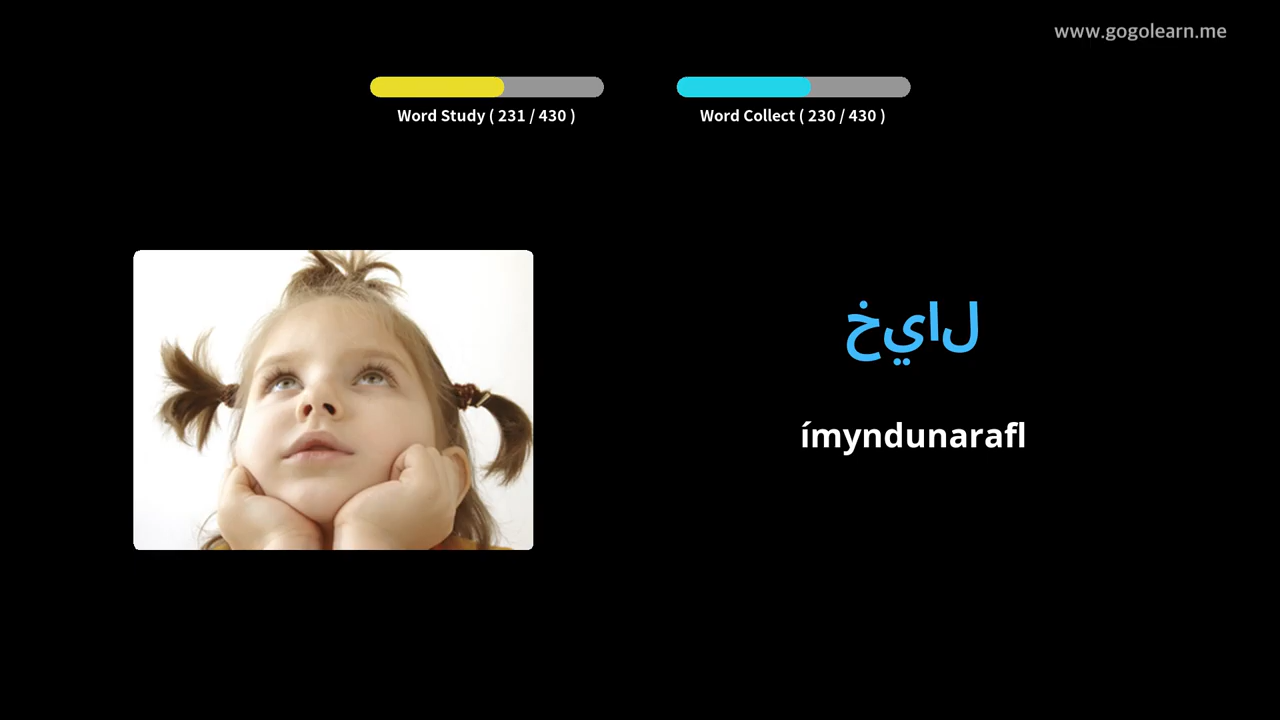 www.gogolearn.me
Word Study ( 231 / 430 )
Word Collect ( 230 / 430 )
خيال
ímyndunarafl